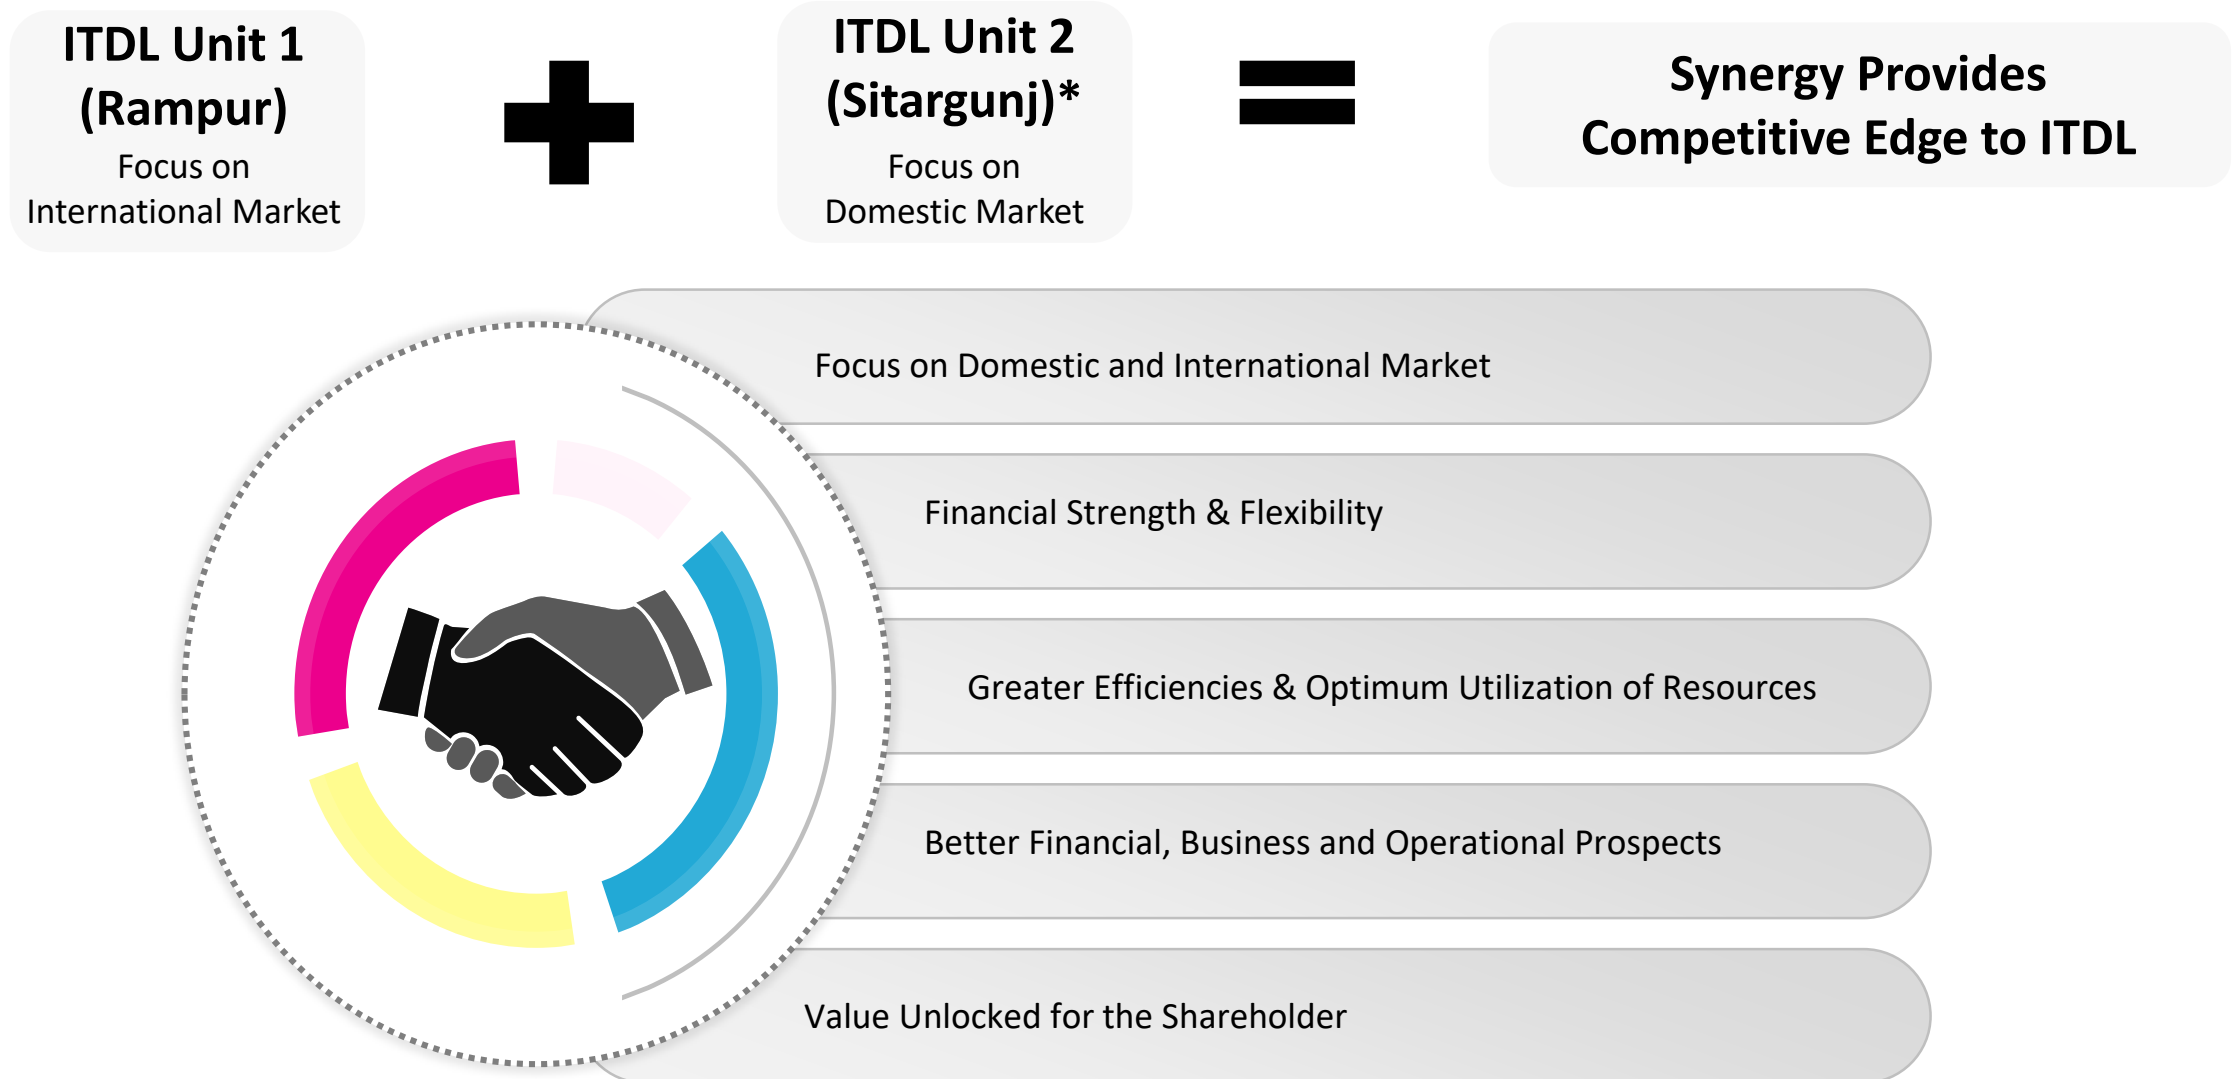 ITDL Unit 1
(Rampur)
Focus on
International Market
ITDL Unit 2
(Sitargunj)*
Focus on
Domestic Market
Synergy Provides
Competitive Edge to ITDL
Focus on Domestic and International Market
Financial Strength & Flexibility
Greater Efficiencies & Optimum Utilization of Resources
Better Financial, Business and Operational Prospects
Value Unlocked for the Shareholder